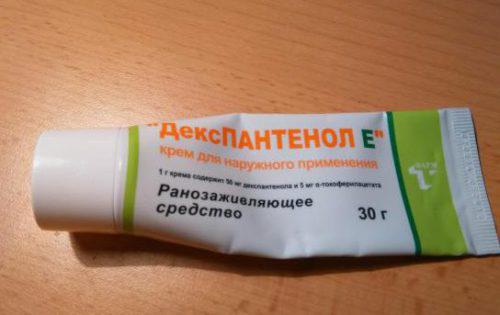 "ДексПАНТЕНОЛ Е"
крем для наружного применения
1 г крема содержит 50 мг декспантенола и 5 мг α-токоферилацетата
Ранозаживляющее
средство
30 г